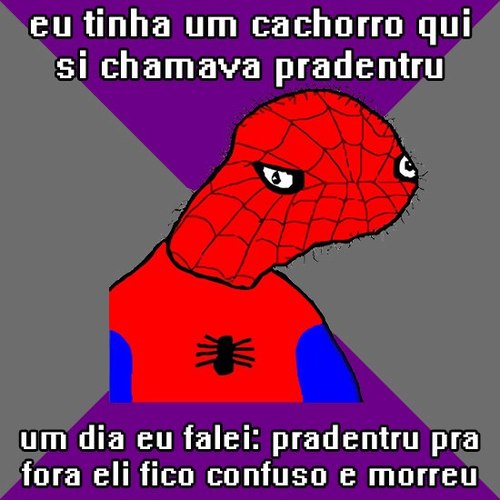 eu tinha um cachorro qui
si chamava pradentru
um dia eu falei: pradentru pra
fora eli fico confuso e morreu